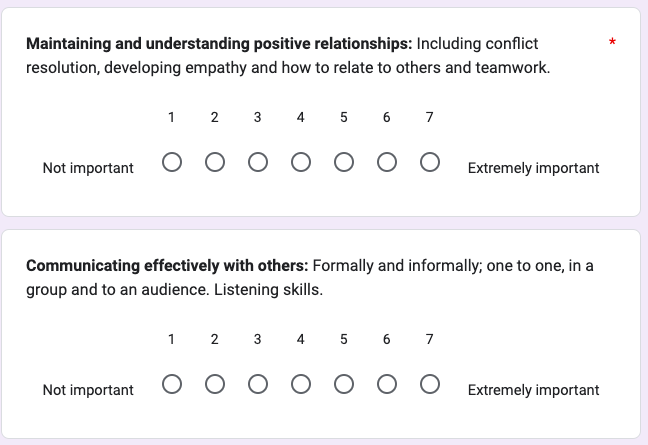 Maintaining and understanding positive relationships: Including conflict *
resolution, developing empathy and how to relate to others and teamwork.
1 2 3 4 5 6 7
Not important Extremely important
Communicating effectively with others: Formally and informally; one to one, in a
group and to an audience. Listening skills.
1 2 3 4 5 6 7
Not important Extremely important